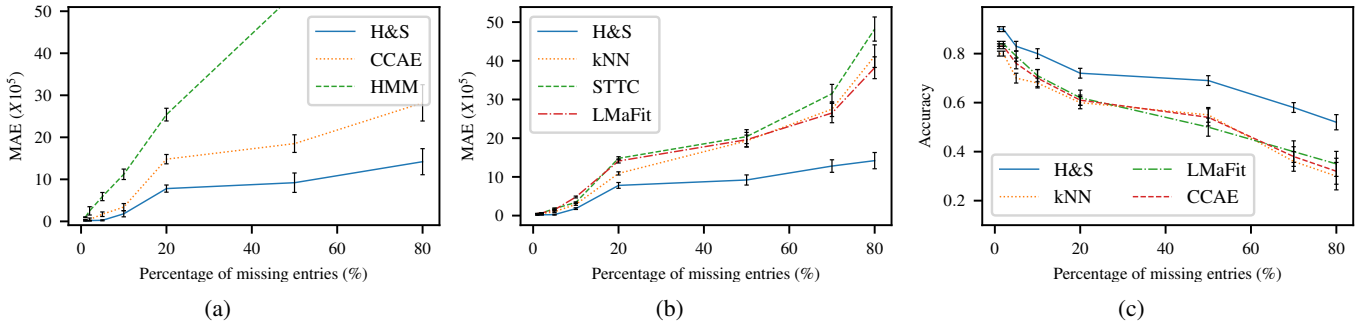 50
40
30
20
10
0
MAE (X10^5)
H&S
CCAE
HMM
0 20 40 60 80
Percentage of missing entries (%)
(a)
50
40
30
20
10
0
MAE (X10^5)
H&S
kNN
STTC
LMaFit
0 20 40 60 80
Percentage of missing entries (%)
(b)
0.8
0.6
0.4
0.2
Accuracy
H&S
kNN
LMaFit
CCAE
0 20 40 60 80
Percentage of missing entries (%)
(c)